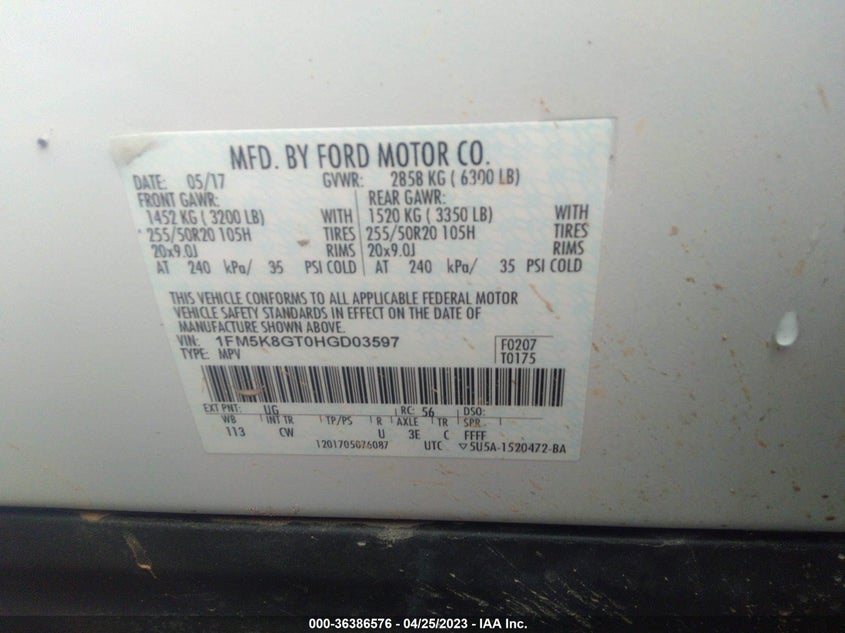 MFD. BY FORD MOTOR CO.
DATE: 05/17 GVWR: 2858 KG ( 6300 LB)
FRONT GAWR: REAR GAWR:
1452 KG ( 3200 LB) WITH 1520 KG ( 3350 LB) WITH
255/50R20 105H TIRES 255/50R20 105H TIRES
20x9.0J RIMS 20x9.0J RIMS
AT 240 kPa/ 35 PSI COLD AT 240 kPa/ 35 PSI COLD
THIS VEHICLE CONFORMS TO ALL APPLICABLE FEDERAL MOTOR
VEHICLE SAFETY STANDARDS IN EFFECT ON THE DATE OF
MANUFACTURE SHOWN ABOVE.
VIN: 1FM5K8GT0HGD03597 F0207
TYPE: MPV T0175
EXT PNT: UG RC: 56 DSO:
WB INT TR TP/PS R AXLE TR SPR
113 CW U 3E C FFFF
1201705076087 UTC ▽5U5A-1520472-BA
000-36386576 - 04/25/2023 - IAA Inc.